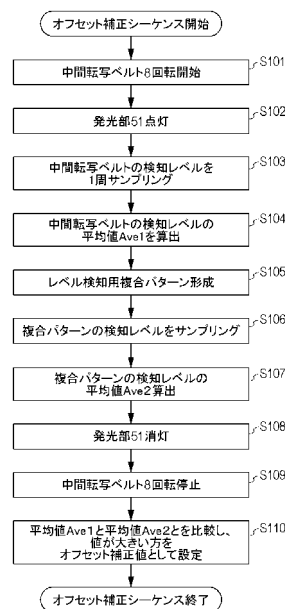 オフセット補正シーケンス開始
S101
中間転写ベルト8回転開始
S102
発光部51点灯
S103
中間転写ベルトの検知レベルを
1周サンプリング
S104
中間転写ベルトの検知レベルの
平均値Ave1を算出
S105
レベル検知用複合パターン形成
S106
複合パターンの検知レベルをサンプリング
S107
複合パターンの検知レベルの
平均値Ave2算出
S108
発光部51消灯
S109
中間転写ベルト8回転停止
S110
平均値Ave1と平均値Ave2とを比較し、
値が大きい方を
オフセット補正値として設定
オフセット補正シーケンス終了